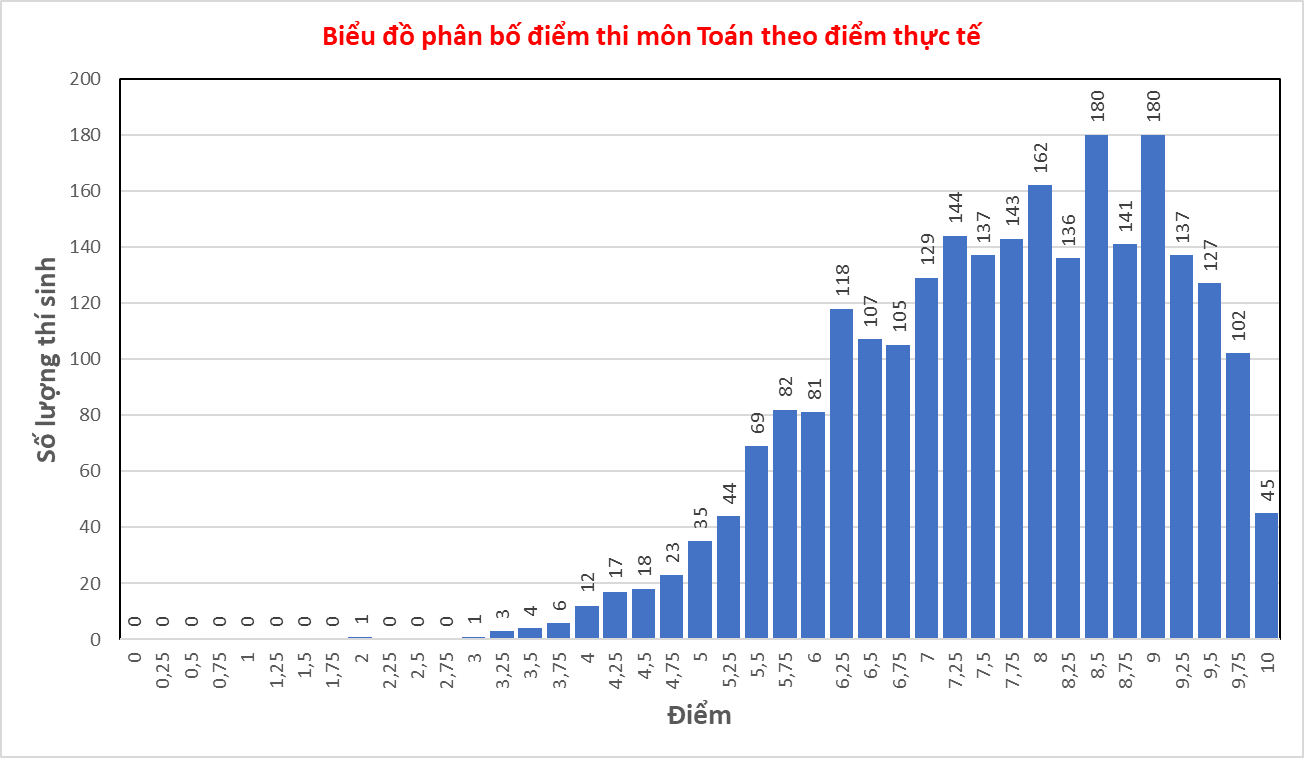 Biểu đồ phân bố điểm thi môn Toán theo điểm thực tế
Số lượng thí sinh
200
180
160
140
120
100
80
60
40
20
0
0 0 0 0 0 0 0 0 1 0 0 0 1 3 4 6 12 17 18 23 35 44 69 82 81 118 107 105 129 144 137 143 162 136 180 141 180 137 127 102 45
0 0,25 0,5 0,75 1 1,25 1,5 1,75 2 2,25 2,5 2,75 3 3,25 3,5 3,75 4 4,25 4,5 4,75 5 5,25 5,5 5,75 6 6,25 6,5 6,75 7 7,25 7,5 7,75 8 8,25 8,5 8,75 9 9,25 9,5 9,75 10
Điểm